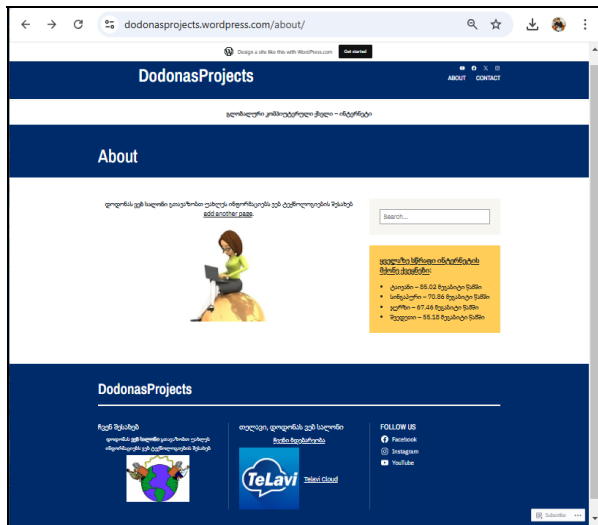 dodonasprojects.wordpress.com/about/
Design a site like this with WordPress.com
Get started
DodonasProjects
ABOUT CONTACT
გლობალური კომპიუტერული ქსელი – ინტერნეტი
About
დოდონას ვებ სალონი გთავაზობთ უახლეს ინფორმაციებს ვებ ტექნოლოგიების შესახებ
add another page.
Search...
ყველაზე სწრაფი ინტერნეტის
მქონე ქვეყნები:
ტაივანი – 85.02 მეგაბიტი წამში
სინგაპური – 70.86 მეგაბიტი წამში
ჯერზი – 67.46 მეგაბიტი წამში
შვედეთი – 55.18 მეგაბიტი წამში
DodonasProjects
ჩვენ შესახებ
დოდონას ვებ სალონი გთავაზობთ უახლეს
ინფორმაციებს ვებ ტექნოლოგიების შესახებ
თელავი, დოდონას ვებ სალონი
ჩვენი მდებარეობა
TeLavi
Telavi Cloud
FOLLOW US
Facebook
Instagram
YouTube
Subscribe